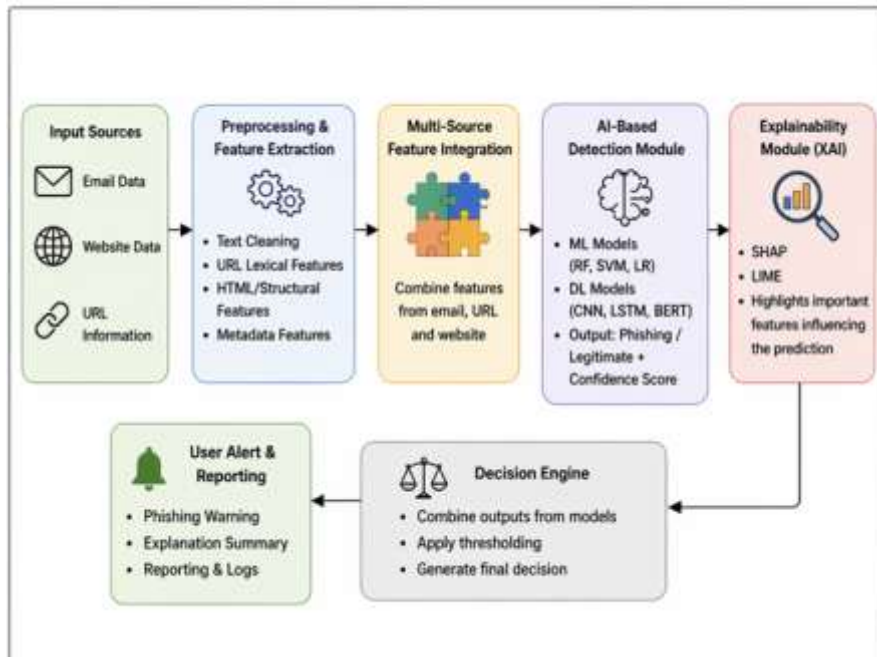 Input Sources
Email Data
Website Data
URL
Information
Preprocessing &
Feature Extraction
• Text Cleaning
• URL Lexical Features
• HTML/Structural
Features
• Metadata Features
Multi-Source
Feature Integration
Combine features
from email, URL
and website
AI-Based
Detection Module
• ML Models
(RF, SVM, LR)
• DL Models
(CNN, LSTM, BERT)
• Output: Phishing /
Legitimate +
Confidence Score
Explainability
Module (XAI)
• SHAP
• LIME
• Highlights important
features influencing
the prediction
User Alert &
Reporting
• Phishing Warning
• Explanation Summary
• Reporting & Logs
Decision Engine
• Combine outputs from models
• Apply thresholding
• Generate final decision